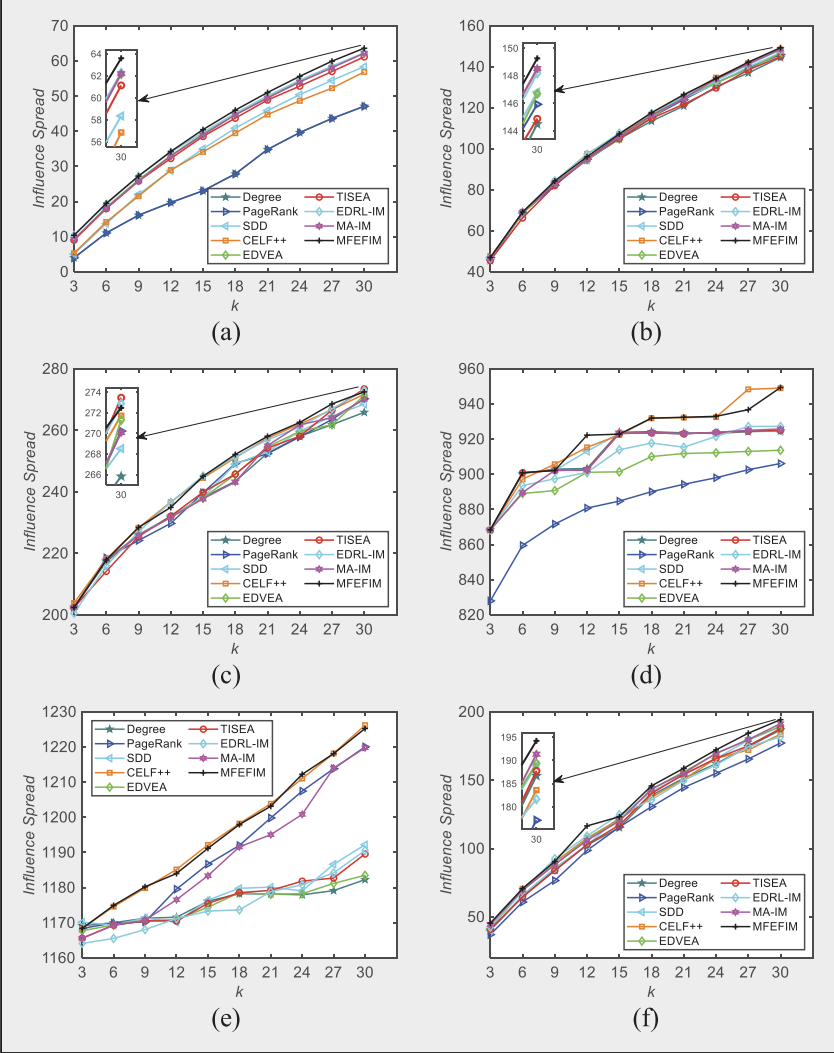 70
60
50
40
30
20
10
0
Influence Spread
64
62
60
58
56
30
Degree
PageRank
SDD
CELF++
EDVEA
TISEA
EDRL-IM
MA-IM
MFEFIM
3 6 9 12 15 18 21 24 27 30
k
(a)
160
140
120
100
80
60
40
Influence Spread
150
148
146
144
30
Degree
PageRank
SDD
CELF++
EDVEA
TISEA
EDRL-IM
MA-IM
MFEFIM
3 6 9 12 15 18 21 24 27 30
k
(b)
280
260
240
220
200
Influence Spread
274
272
270
268
266
30
Degree
PageRank
SDD
CELF++
EDVEA
TISEA
EDRL-IM
MA-IM
MFEFIM
3 6 9 12 15 18 21 24 27 30
k
(c)
960
940
920
900
880
860
840
820
Influence Spread
Degree
PageRank
SDD
CELF++
EDVEA
TISEA
EDRL-IM
MA-IM
MFEFIM
3 6 9 12 15 18 21 24 27 30
k
(d)
1230
1220
1210
1200
1190
1180
1170
1160
Influence Spread
Degree
PageRank
SDD
CELF++
EDVEA
TISEA
EDRL-IM
MA-IM
MFEFIM
3 6 9 12 15 18 21 24 27 30
k
(e)
200
150
100
50
Influence Spread
195
190
185
180
30
Degree
PageRank
SDD
CELF++
EDVEA
TISEA
EDRL-IM
MA-IM
MFEFIM
3 6 9 12 15 18 21 24 27 30
k
(f)